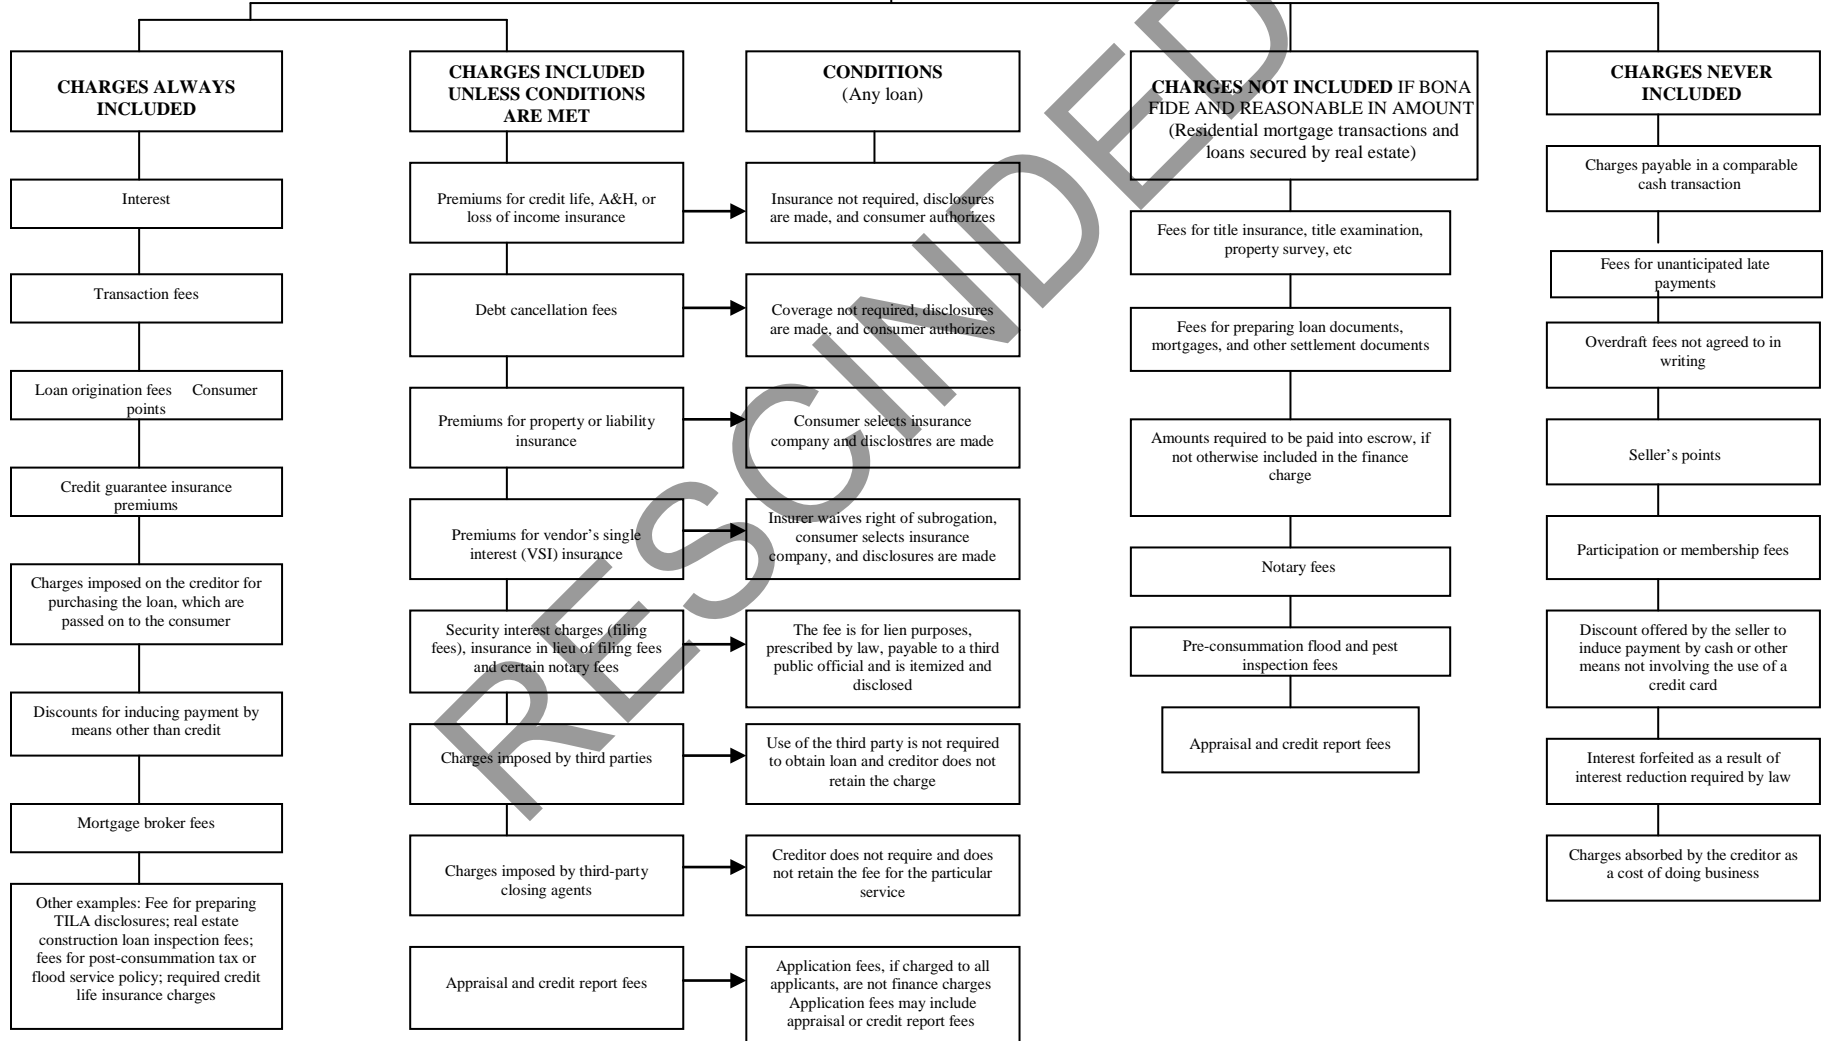 CHARGES ALWAYS
INCLUDED
Interest
Transaction fees
Loan origination fees Consumer
points
Credit guarantee insurance
premiums
Charges imposed on the creditor for
purchasing the loan, which are
passed on to the consumer
Discounts for inducing payment by
means other than credit
Mortgage broker fees
Other examples: Fee for preparing
TILA disclosures; real estate
construction loan inspection fees;
fees for post-consummation tax or
flood service policy; required credit
life insurance charges
CHARGES INCLUDED
UNLESS CONDITIONS
ARE MET
CONDITIONS
(Any loan)
Premiums for credit life, A&H, or
loss of income insurance
Insurance not required, disclosures
are made, and consumer authorizes
Debt cancellation fees
Coverage not required, disclosures
are made, and consumer authorizes
Premiums for property or liability
insurance
Consumer selects insurance
company and disclosures are made
Premiums for vendor's single
interest (VSI) insurance
Insurer waives right of subrogation,
consumer selects insurance
company, and disclosures are made
Security interest charges (filing
fees), insurance in lieu of filing fees
and certain notary fees
The fee is for lien purposes,
prescribed by law, payable to a third
public official and is itemized and
disclosed
Charges imposed by third parties
Use of the third party is not required
to obtain loan and creditor does not
retain the charge
Charges imposed by third-party
closing agents
Creditor does not require and does
not retain the fee for the particular
service
Appraisal and credit report fees
Application fees, if charged to all
applicants, are not finance charges
Application fees may include
appraisal or credit report fees
CHARGES NOT INCLUDED IF BONA
FIDE AND REASONABLE IN AMOUNT
(Residential mortgage transactions and
loans secured by real estate)
Fees for title insurance, title examination,
property survey, etc
Fees for preparing loan documents,
mortgages, and other settlement documents
Amounts required to be paid into escrow, if
not otherwise included in the finance
charge
Notary fees
Pre-consummation flood and pest
inspection fees
Appraisal and credit report fees
CHARGES NEVER
INCLUDED
Charges payable in a comparable
cash transaction
Fees for unanticipated late
payments
Overdraft fees not agreed to in
writing
Seller's points
Participation or membership fees
Discount offered by the seller to
induce payment by cash or other
means not involving the use of a
credit card
Interest forfeited as a result of
interest reduction required by law
Charges absorbed by the creditor as
a cost of doing business
RESCINDED